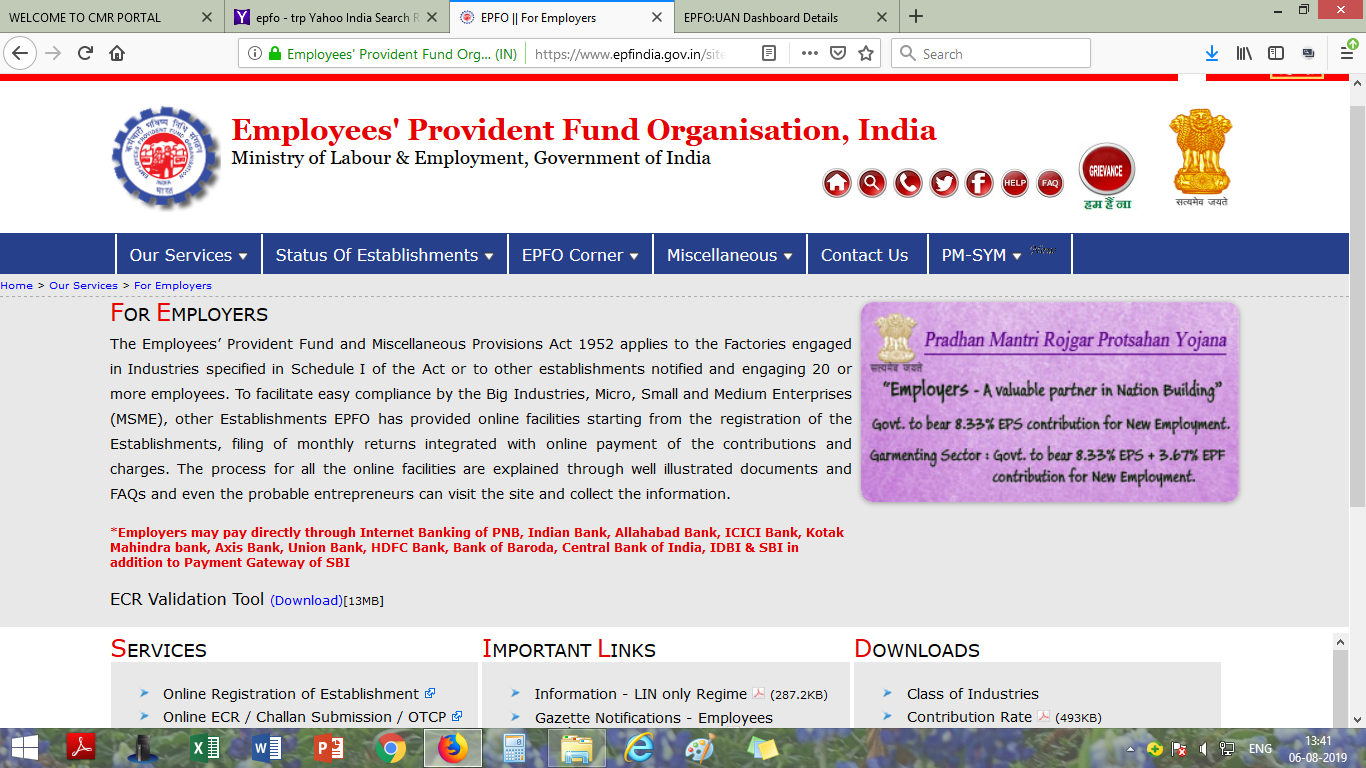 WELCOME TO CMR PORTAL
epfo - trp Yahoo India Search R
EPFO || For Employers
EPFO:UAN Dashboard Details
Employees' Provident Fund Org... (IN)
https://www.epfindia.gov.in/site
Search
Employees' Provident Fund Organisation, India
Ministry of Labour & Employment, Government of India
HELP
FAQ
GRIEVANCE
हम हैं ना
सत्यमेव जयते
Our Services
Status Of Establishments
EPFO Corner
Miscellaneous
Contact Us
PM-SYM
Home > Our Services > For Employers
FOR EMPLOYERS
The Employees’ Provident Fund and Miscellaneous Provisions Act 1952 applies to the Factories engaged
in Industries specified in Schedule I of the Act or to other establishments notified and engaging 20 or
more employees. To facilitate easy compliance by the Big Industries, Micro, Small and Medium Enterprises
(MSME), other Establishments EPFO has provided online facilities starting from the registration of the
Establishments, filing of monthly returns integrated with online payment of the contributions and
charges. The process for all the online facilities are explained through well illustrated documents and
FAQs and even the probable entrepreneurs can visit the site and collect the information.
*Employers may pay directly through Internet Banking of PNB, Indian Bank, Allahabad Bank, ICICI Bank, Kotak
Mahindra bank, Axis Bank, Union Bank, HDFC Bank, Bank of Baroda, Central Bank of India, IDBI & SBI in
addition to Payment Gateway of SBI
ECR Validation Tool (Download)[13MB]
सत्यमेव जयते
Pradhan Mantri Rojgar Protsahan Yojana
“Employers - A valuable partner in Nation Building”
Govt. to bear 8.33% EPS contribution for New Employment.
Garmenting Sector : Govt. to bear 8.33% EPS + 3.67% EPF
contribution for New Employment.
SERVICES
Online Registration of Establishment
Online ECR / Challan Submission / OTCP
IMPORTANT LINKS
Information - LIN only Regime (287.2KB)
Gazette Notifications - Employees
DOWNLOADS
Class of Industries
Contribution Rate (493KB)
ENG
13:41
06-08-2019